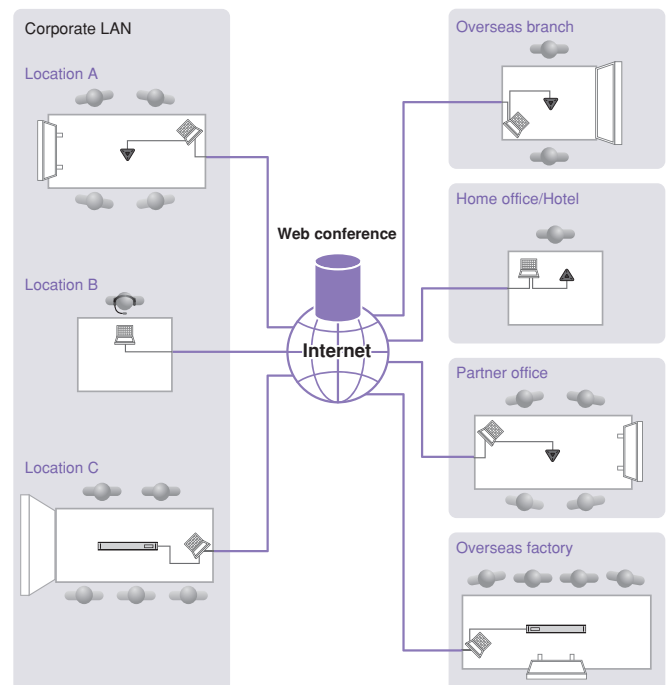 Corporate LAN
Location A
Location B
Location C
Web conference
Internet
Overseas branch
Home office/Hotel
Partner office
Overseas factory